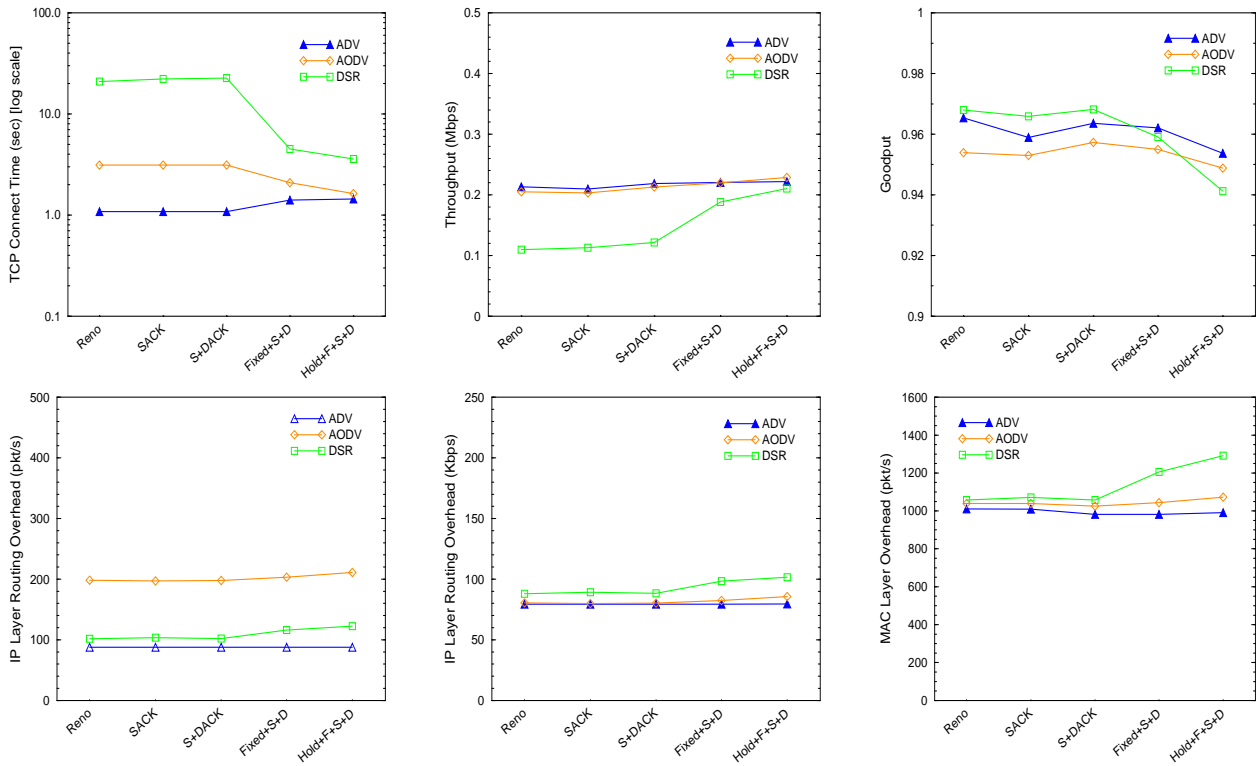 TCP Connect Time (sec) [log scale]
100.0
10.0
1.0
0.1
ADV
AODV
DSR
Reno
SACK
S+DACK
Fixed+S+D
Hold+F+S+D
Throughput (Mbps)
0.5
0.4
0.3
0.2
0.1
0
ADV
AODV
DSR
Reno
SACK
S+DACK
Fixed+S+D
Hold+F+S+D
Goodput
1
0.98
0.96
0.94
0.92
0.9
ADV
AODV
DSR
Reno
SACK
S+DACK
Fixed+S+D
Hold+F+S+D
IP Layer Routing Overhead (pkt/s)
500
400
300
200
100
0
ADV
AODV
DSR
Reno
SACK
S+DACK
Fixed+S+D
Hold+F+S+D
IP Layer Routing Overhead (Kbps)
250
200
150
100
50
0
ADV
AODV
DSR
Reno
SACK
S+DACK
Fixed+S+D
Hold+F+S+D
MAC Layer Overhead (pkt/s)
1600
1400
1200
1000
800
600
400
200
0
ADV
AODV
DSR
Reno
SACK
S+DACK
Fixed+S+D
Hold+F+S+D